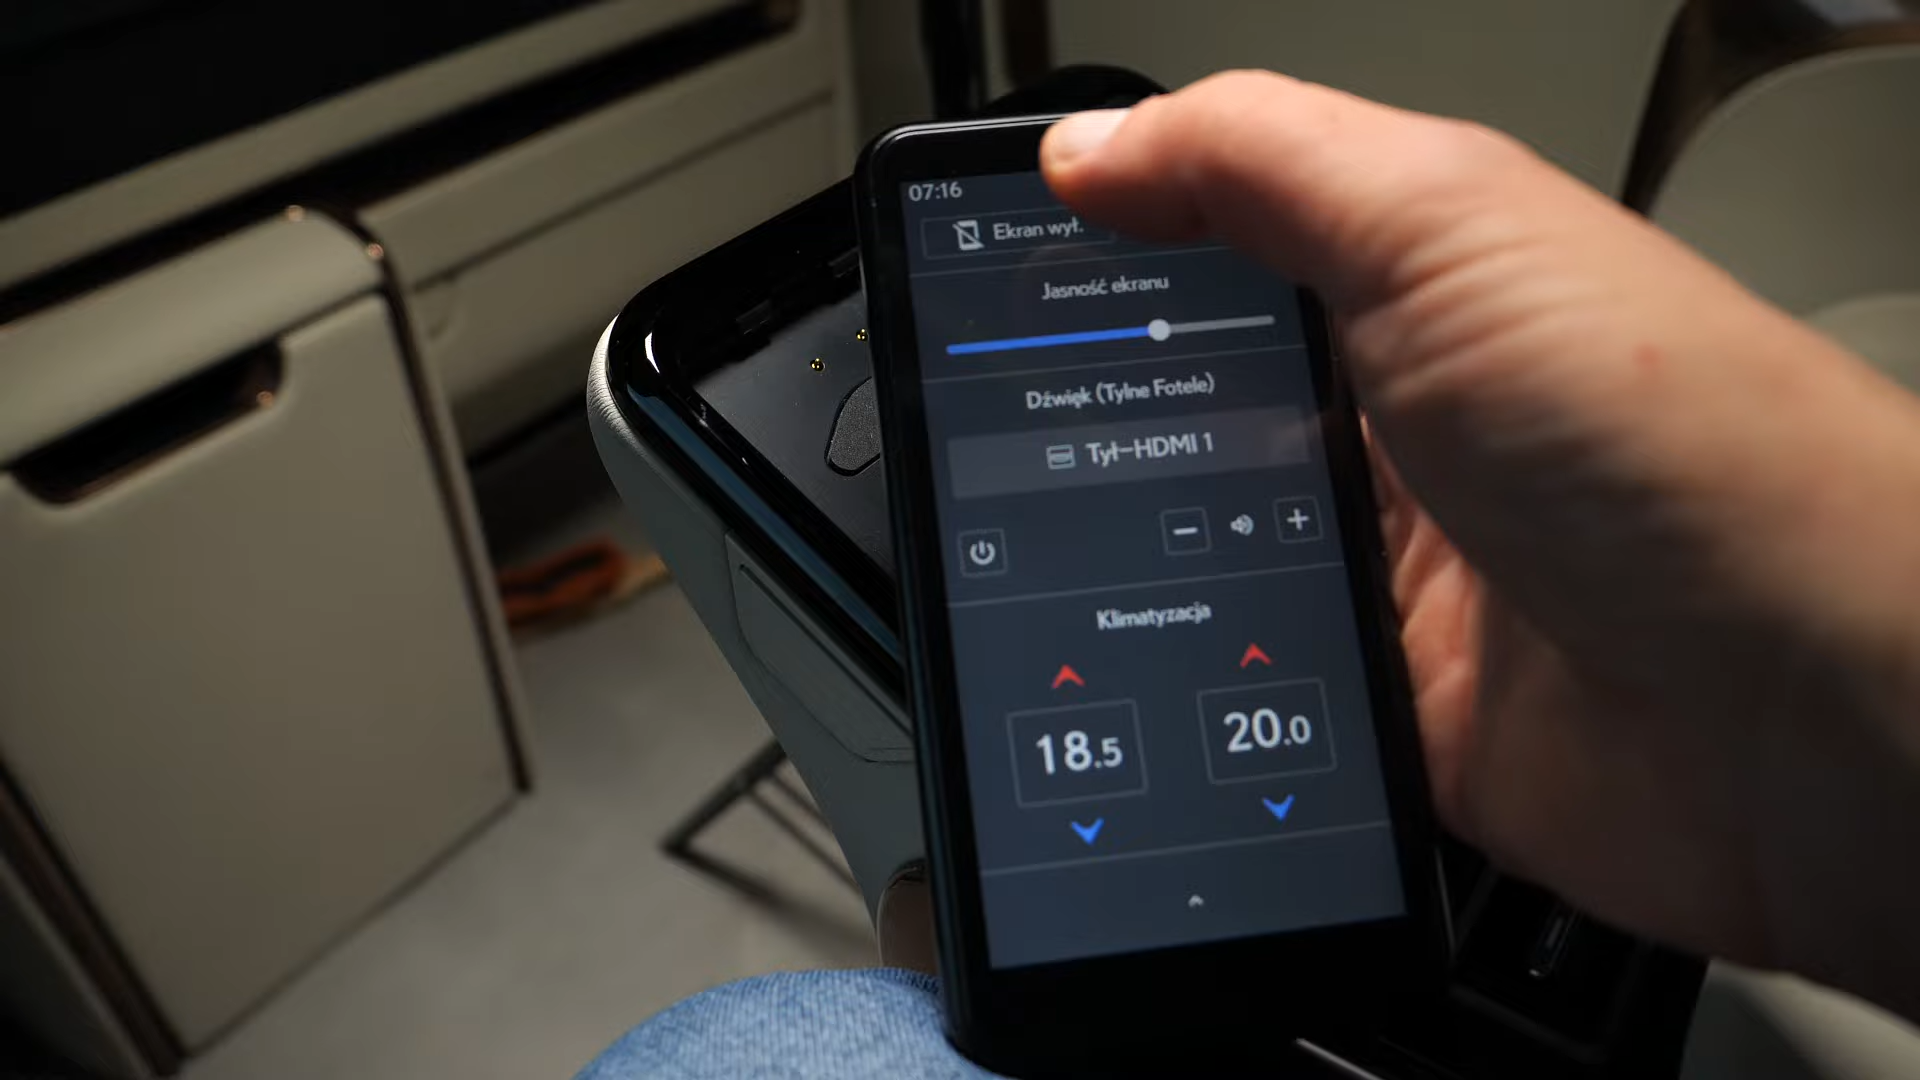 07:16
Ekran wył.
Jasność ekranu
Dźwięk (Tylne Fotele)
Tył-HDMI 1
Klimatyzacja
18.5
20.0